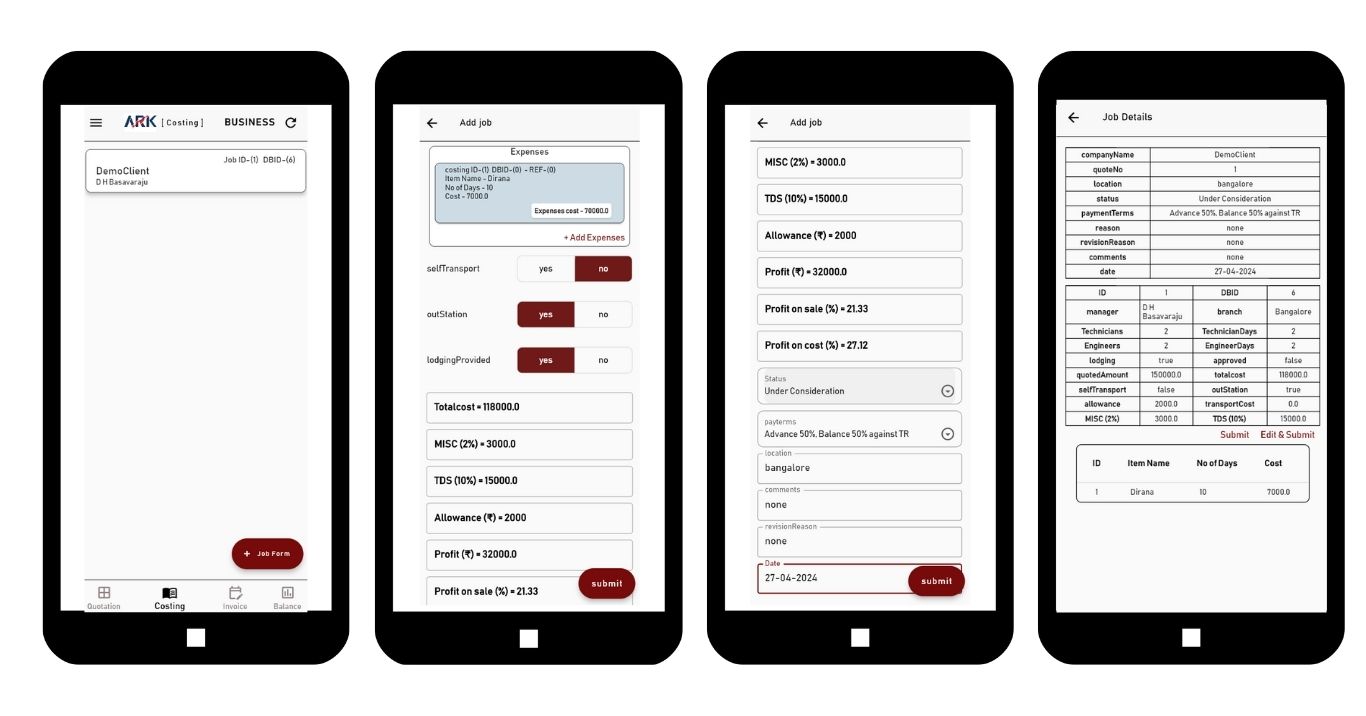 ARK [ Costing ] BUSINESS
Job ID-(1) DBID-(6)
DemoClient
D H Basavaraju
+ Job Form
Quotation Costing Invoice Balance
Add job
Expenses
costing ID-(1) DBID-(0) - REF-(0)
Item Name - Dirana
No of Days - 10
Cost - 7000.0
Expenses cost - 70000.0
+ Add Expenses
selfTransport yes no
outStation yes no
lodgingProvided yes no
Totalcost = 118000.0
MISC (2%) = 3000.0
TDS (10%) = 15000.0
Allowance (₹) = 2000
Profit (₹) = 32000.0
Profit on sale (%) = 21.33
submit
Add job
MISC (2%) = 3000.0
TDS (10%) = 15000.0
Allowance (₹) = 2000
Profit (₹) = 32000.0
Profit on sale (%) = 21.33
Profit on cost (%) = 27.12
Status
Under Consideration
payterms
Advance 50%, Balance 50% against TR
location
bangalore
comments
none
revisionReason
none
Date
27-04-2024
submit
Job Details
companyName DemoClient
quoteNo 1
location bangalore
status Under Consideration
paymentTerms Advance 50%, Balance 50% against TR
reason none
revisionReason none
comments none
date 27-04-2024
ID 1 DBID 6
manager D H Basavaraju branch Bangalore
Technicians 2 TechnicianDays 2
Engineers 2 EngineerDays 2
lodging true approved false
quotedAmount 150000.0 totalcost 118000.0
selfTransport false outStation true
allowance 2000.0 transportCost 0.0
MISC (2%) 3000.0 TDS (10%) 15000.0
Submit Edit & Submit
ID Item Name No of Days Cost
1 Dirana 10 7000.0